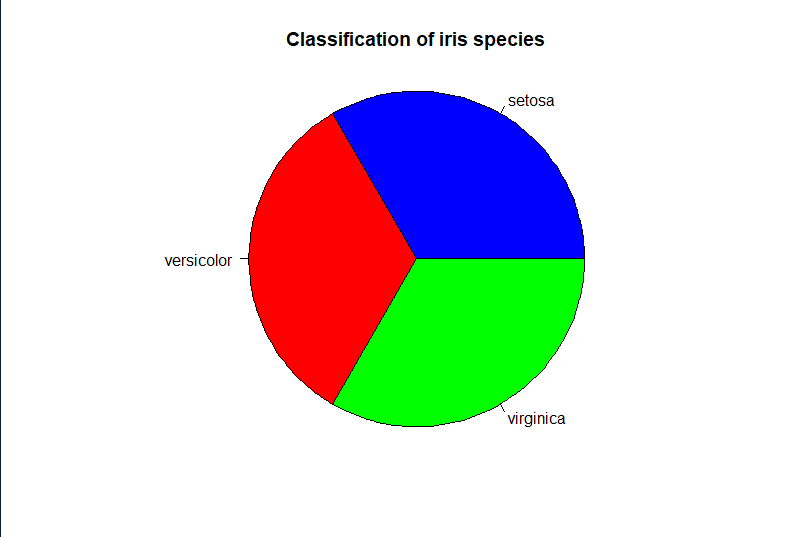 Classification of iris species
setosa
versicolor
virginica